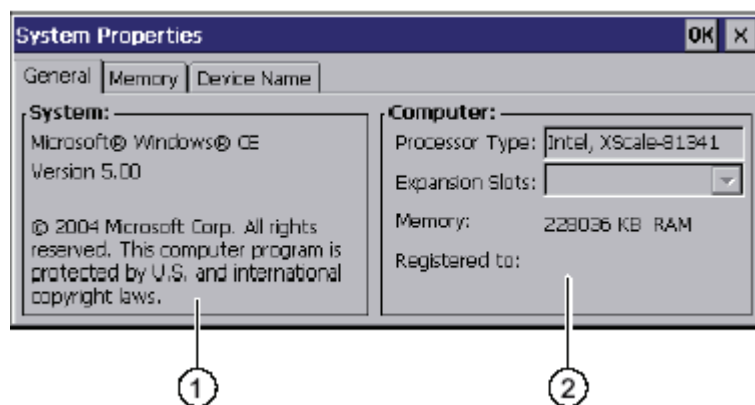 System Properties OK ×
General Memory Device Name
System:
Microsoft® Windows® CE
Version 5.00
© 2004 Microsoft Corp. All rights
reserved. This computer program is
protected by U.S. and international
copyright laws.
Computer:
Processor Type: Intel, XScale-81341
Expansion Slots:
Memory: 228036 KB RAM
Registered to:
1
2